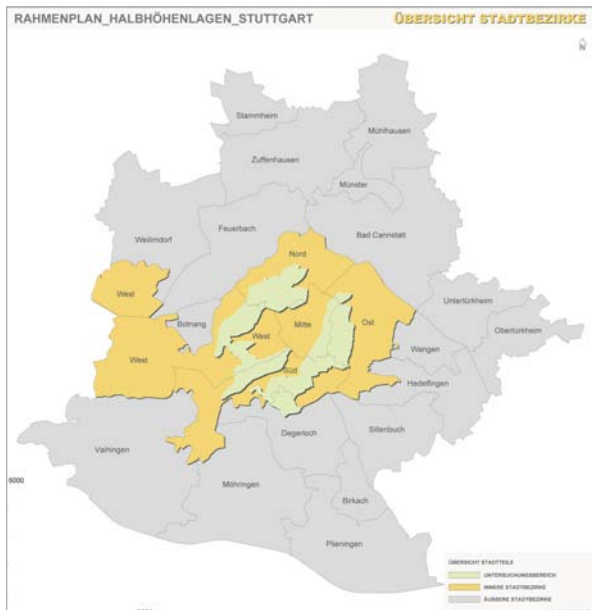 RAHMENPLAN_HALBHÖHENLAGEN_STUTTGART
ÜBERSICHT STADTBEZIRKE
N
Stammheim
Mühlhausen
Zuffenhausen
Münster
Feuerbach
Weilimdorf
Bad Cannstatt
Nord
West
Untertürkheim
Obertürkheim
Botnang
Mitte
Ost
West
Wangen
West
Süd
Hedelfingen
Degerloch
Sillenbuch
Vaihingen
Möhringen
5000
Birkach
Plieningen
ÜBERSICHT STADTTEILE
UNTERSUCHUNGSBEREICH
INNERE STADTBEZIRKE
ÄUSSERE STADTBEZIRKE